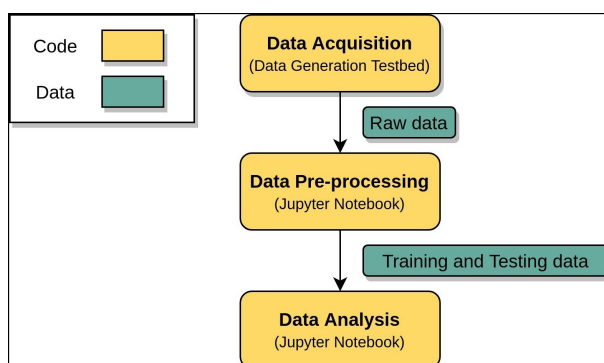 Code
Data
Data Acquisition
(Data Generation Testbed)
Raw data
Data Pre-processing
(Jupyter Notebook)
Training and Testing data
Data Analysis
(Jupyter Notebook)